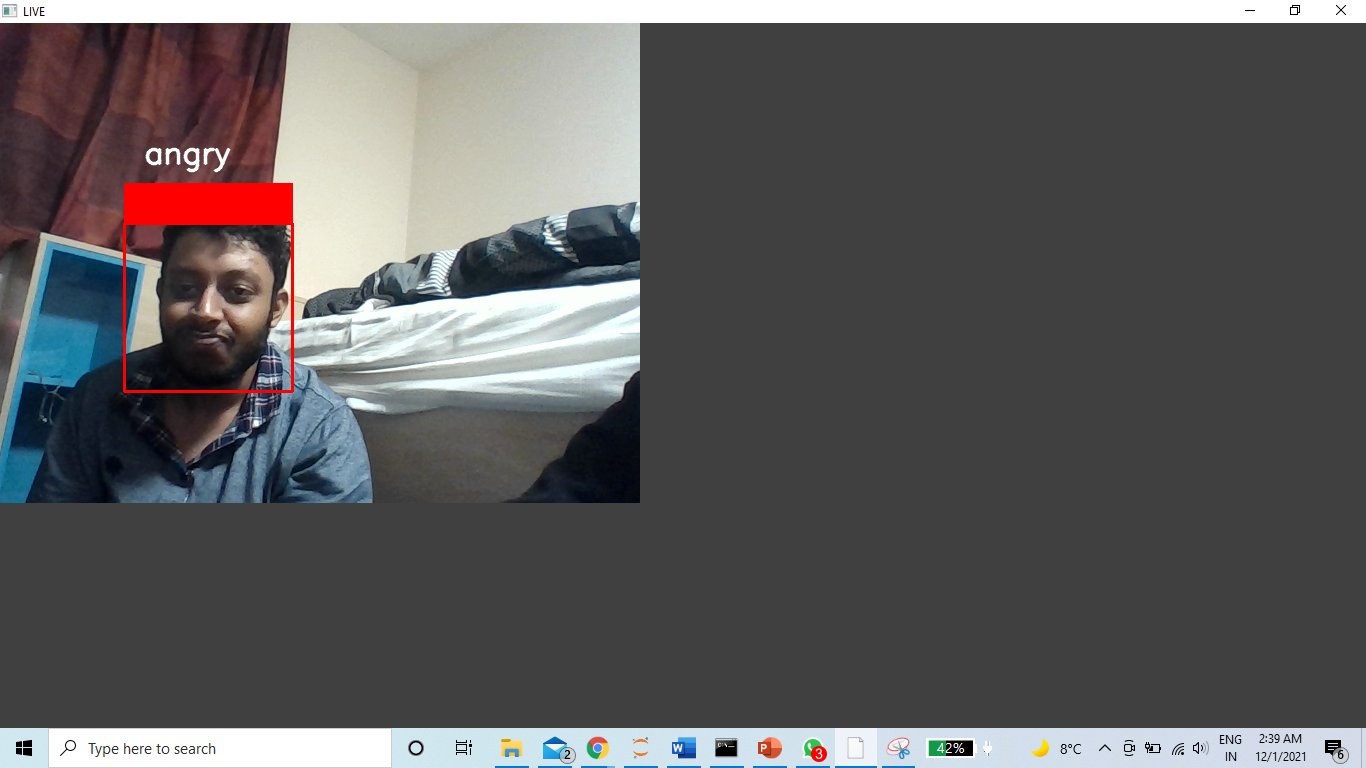 LIVE
angry
Type here to search
2
3
42%
8°C
ENG
IN
2:39 AM
12/1/2021
6